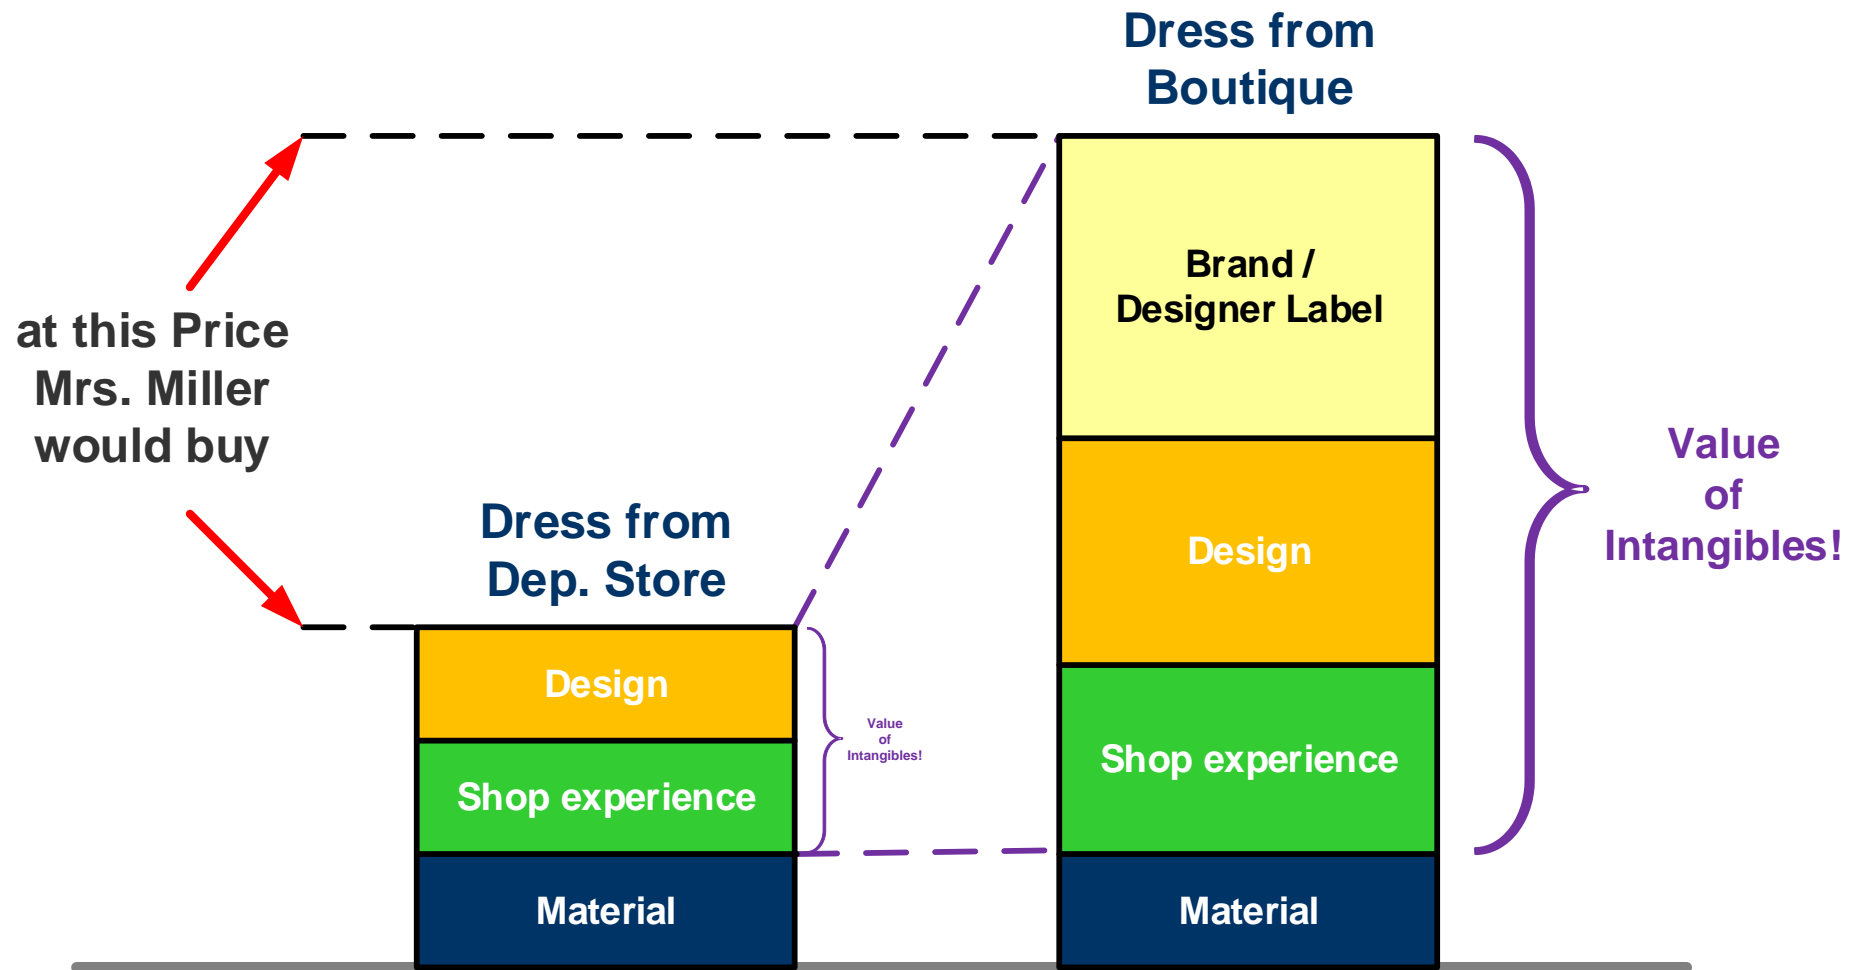 Dress from
Boutique
Brand /
Designer Label
at this Price
Mrs. Miller
would buy
Value
of
Intangibles!
Dress from
Dep. Store
Design
Design
Value
of
Intangibles!
Shop experience
Shop experience
Material
Material